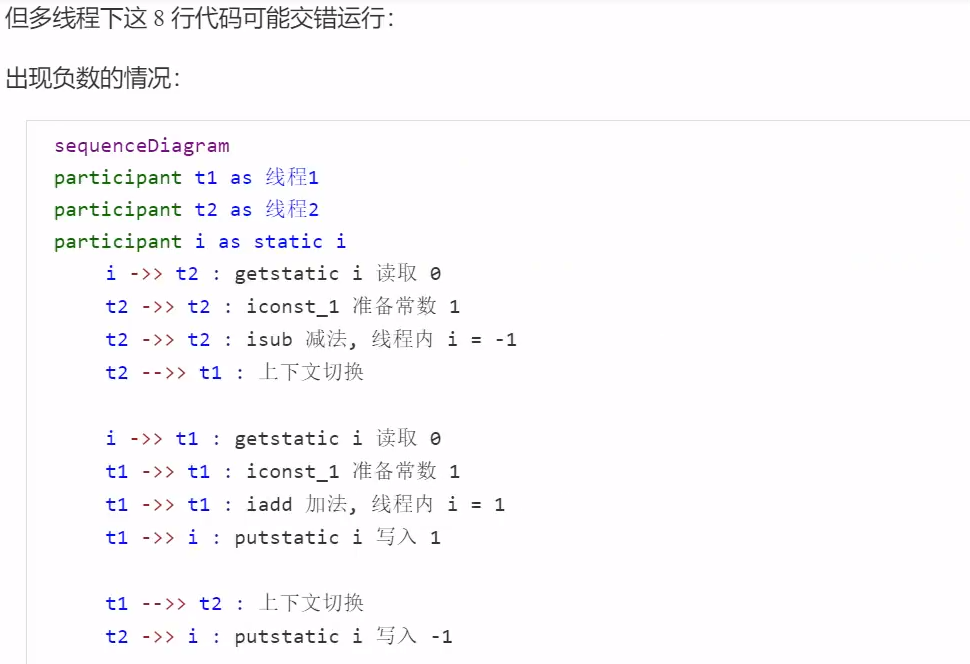 但多线程下这 8 行代码可能交错运行：
出现负数的情况：
sequenceDiagram
participant t1 as 线程1
participant t2 as 线程2
participant i as static i
i ->> t2 : getstatic i 读取 0
t2 ->> t2 : iconst_1 准备常数 1
t2 ->> t2 : isub 减法, 线程内 i = -1
t2 -->> t1 : 上下文切换
i ->> t1 : getstatic i 读取 0
t1 ->> t1 : iconst_1 准备常数 1
t1 ->> t1 : iadd 加法, 线程内 i = 1
t1 ->> i : putstatic i 写入 1
t1 -->> t2 : 上下文切换
t2 ->> i : putstatic i 写入 -1